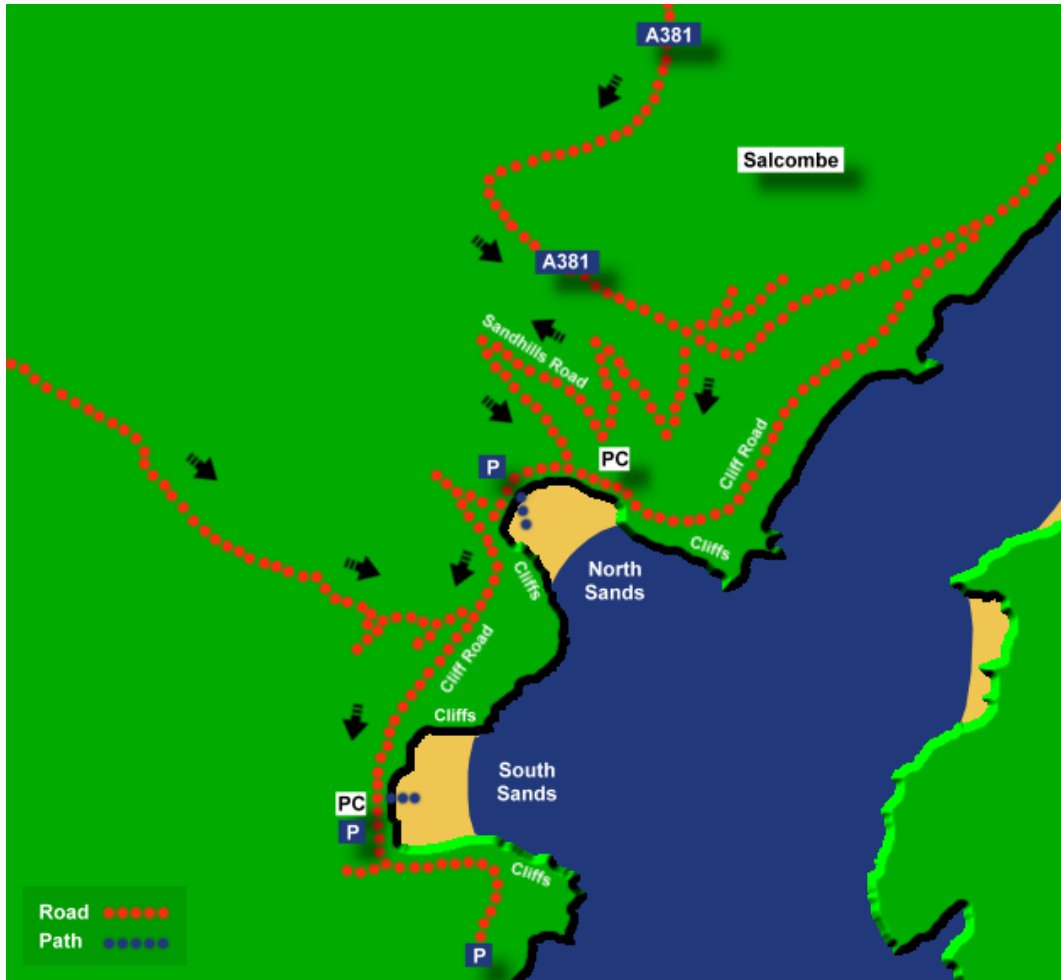 A381
Salcombe
A381
Sandhills Road
Cliff Road
PC
P
Cliffs
North
Sands
Cliffs
Cliff Road
Cliffs
South
Sands
PC
P
Cliffs
Road
Path
P